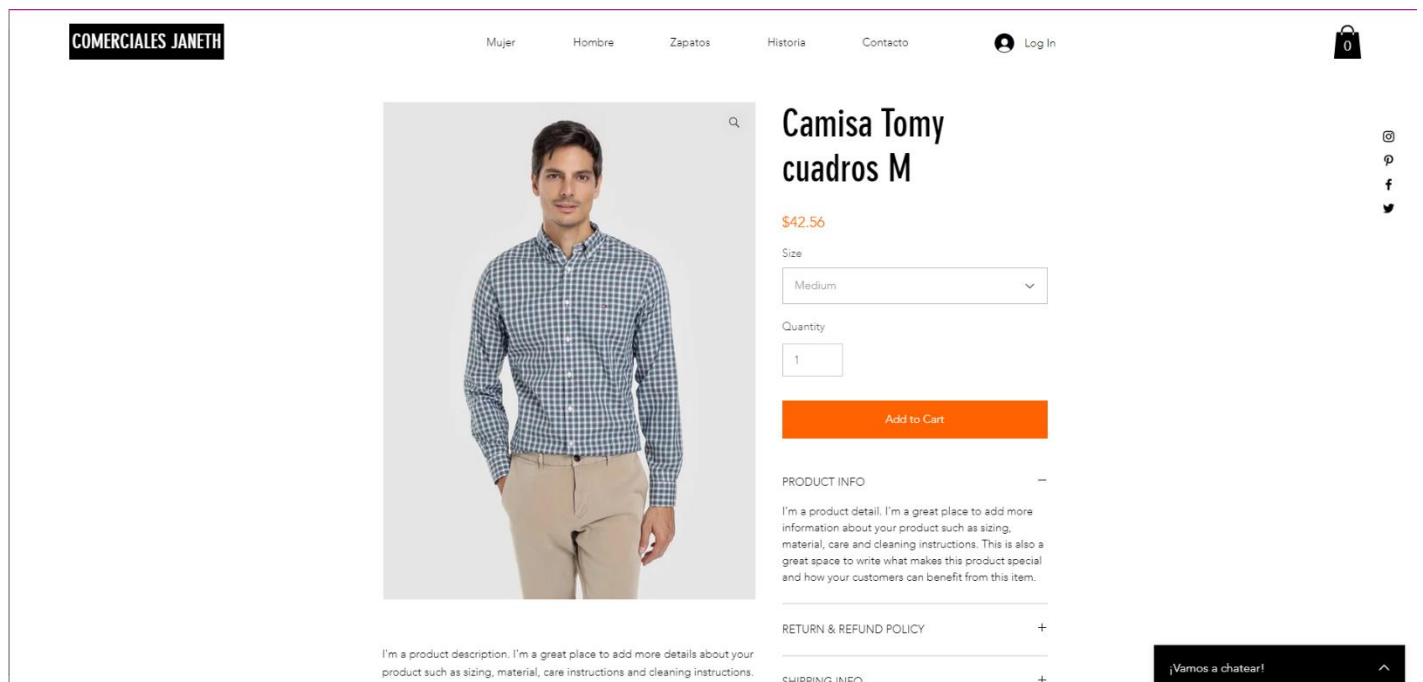 COMERCIALES JANETH
Mujer
Hombre
Zapatos
Historia
Contacto
Log In
0
Camisa Tomy
cuadros M
$42.56
Size
Medium
Quantity
1
Add to Cart
PRODUCT INFO
I'm a product detail. I'm a great place to add more
information about your product such as sizing,
material, care and cleaning instructions. This is also a
great space to write what makes this product special
and how your customers can benefit from this item.
RETURN & REFUND POLICY
SHIPPING INFO
I'm a product description. I'm a great place to add more details about your
product such as sizing, material, care instructions and cleaning instructions.
¡Vamos a chatear!